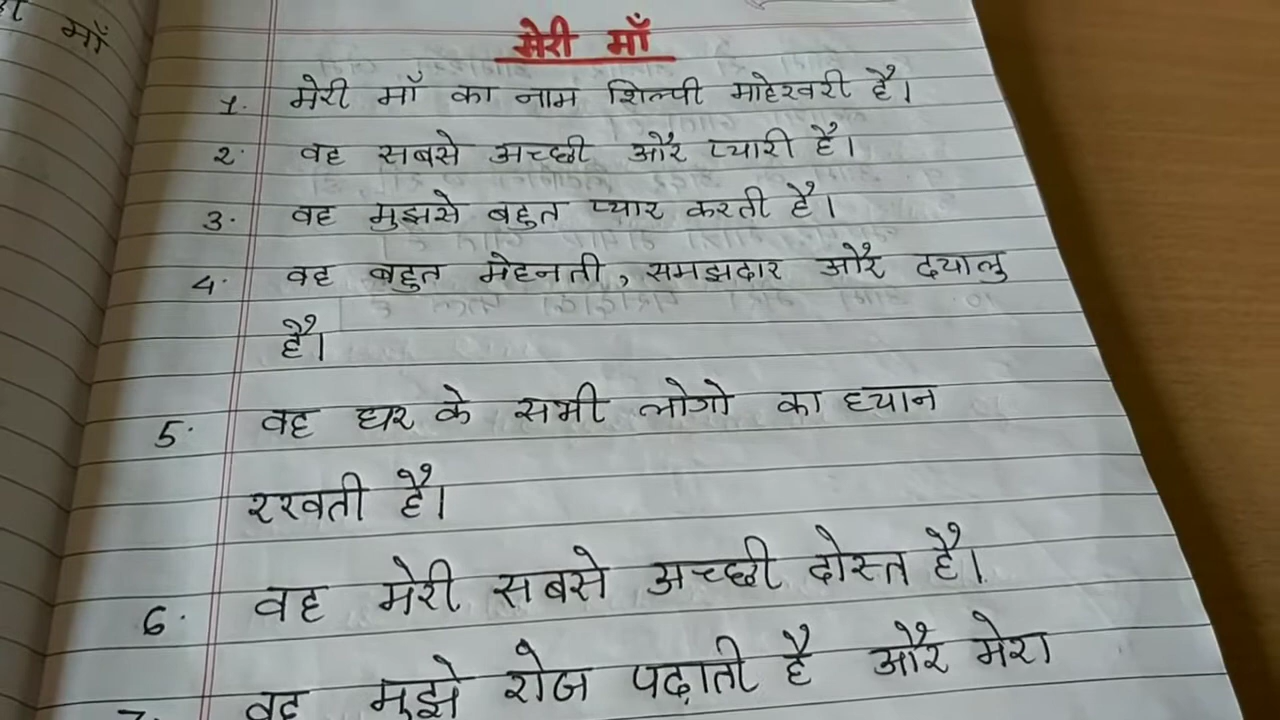 माँ
मेरी माँ
1. मेरी माँ का नाम शिल्पी माहेश्वरी है।
2. वह सबसे अच्छी और प्यारी है।
3. वह मुझसे बहुत प्यार करती है।
4. वह बहुत मेहनती, समझदार और दयालु
है।
5. वह घर के सभी लोगो का ध्यान
रखती है।
6. वह मेरी सबसे अच्छी दोस्त है।
7. वह मुझे रोज पढ़ाती है और मेरा